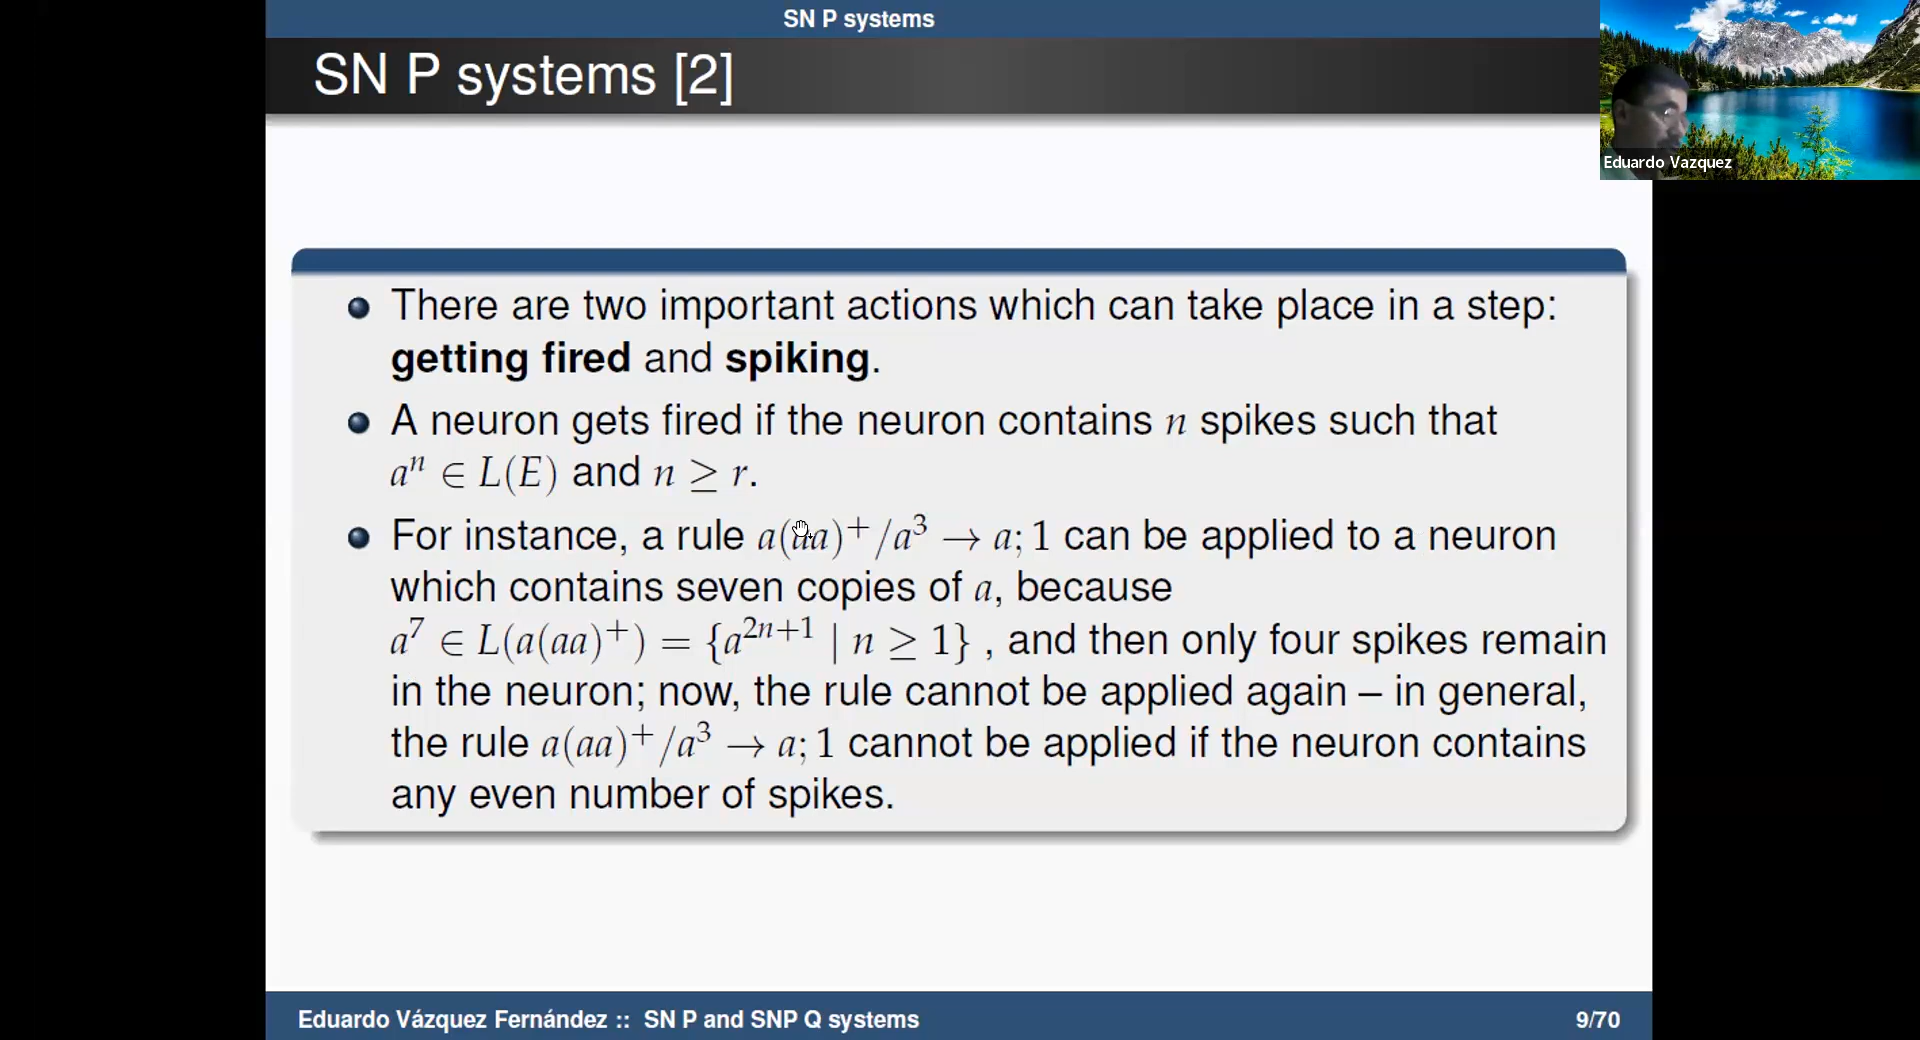 SN P systems
SN P systems [2]
Eduardo Vazquez
There are two important actions which can take place in a step:
getting fired and spiking.
A neuron gets fired if the neuron contains n spikes such that
aⁿ ∈ L(E) and n ≥ r.
For instance, a rule a(aa)⁺/a³ → a; 1 can be applied to a neuron
which contains seven copies of a, because
a⁷ ∈ L(a(aa)⁺) = {a²ⁿ⁺¹ | n ≥ 1} , and then only four spikes remain
in the neuron; now, the rule cannot be applied again – in general,
the rule a(aa)⁺/a³ → a; 1 cannot be applied if the neuron contains
any even number of spikes.
Eduardo Vázquez Fernández :: SN P and SNP Q systems
9/70